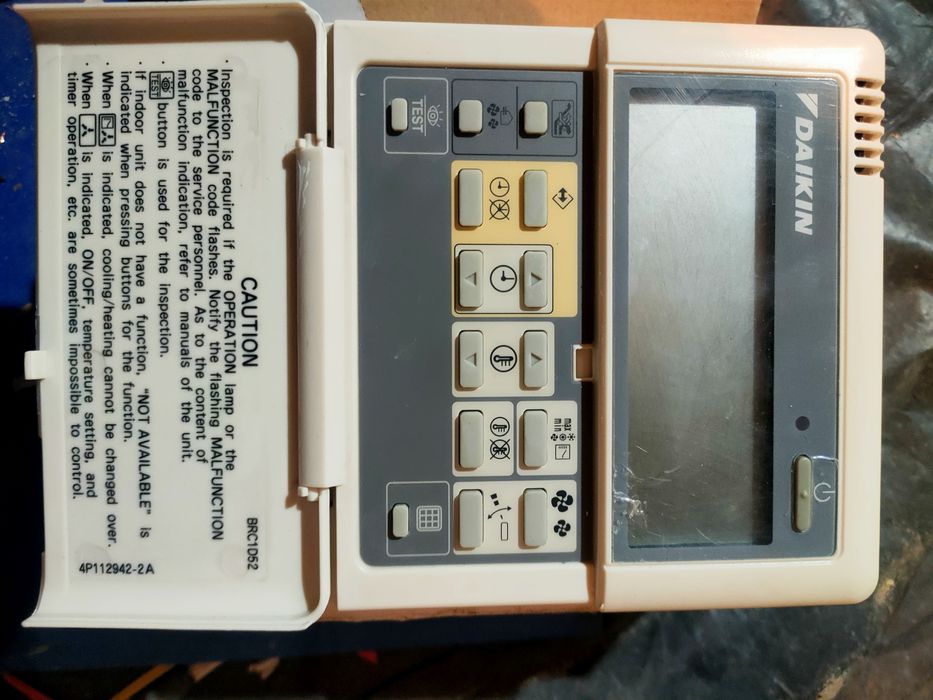 DAIKIN
max
min
TEST
CAUTION
· Inspection is required if the OPERATION lamp or the
MALFUNCTION code flashes. Notify the flashing MALFUNCTION
code to the service personnel. As to the content of
malfunction indication, refer to manuals of the unit.
· TEST button is used for the inspection.
· If indoor unit does not have a function, "NOT AVAILABLE" is
indicated when pressing buttons for the function.
· When is indicated, cooling/heating cannot be changed over.
· When is indicated, ON/OFF, temperature setting, and
timer operation, etc. are sometimes impossible to control.
BRC1D52
4P112942-2A